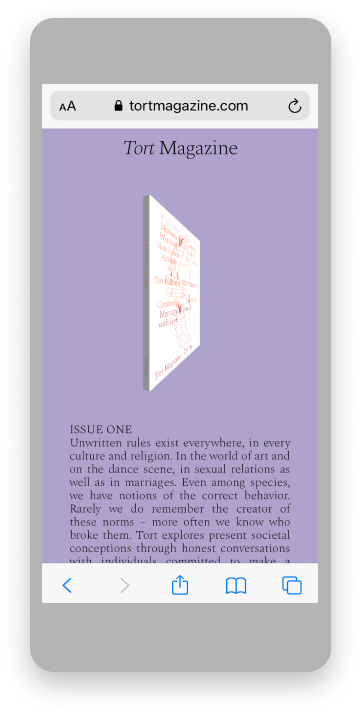 AA tortmagazine.com
Tort Magazine
ISSUE ONE
Unwritten rules exist everywhere, in every
culture and religion. In the world of art and
on the dance scene, in sexual relations as
well as in marriages. Even among species,
we have notions of the correct behavior.
Rarely we do remember the creator of
these norms – more often we know who
broke them. Tort explores present societal
conceptions through honest conversations
with individuals committed to make a